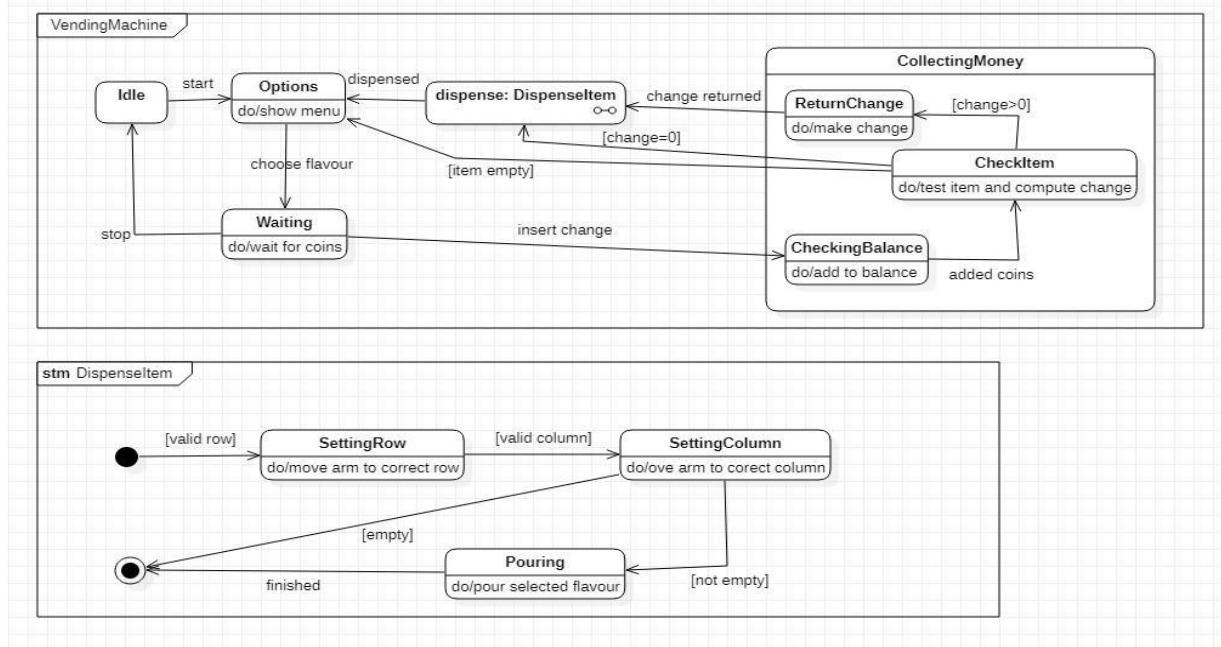 VendingMachine
CollectingMoney
Idle
start
Options
do/show menu
dispensed
dispense: DispenseItem
change returned
ReturnChange
do/make change
[change>0]
[change=0]
CheckItem
do/test item and compute change
[item empty]
choose flavour
Waiting
do/wait for coins
stop
insert change
CheckingBalance
do/add to balance
added coins
stm DispenseItem
[valid row]
SettingRow
do/move arm to correct row
[valid column]
SettingColumn
do/ove arm to corect column
[empty]
Pouring
do/pour selected flavour
[not empty]
finished